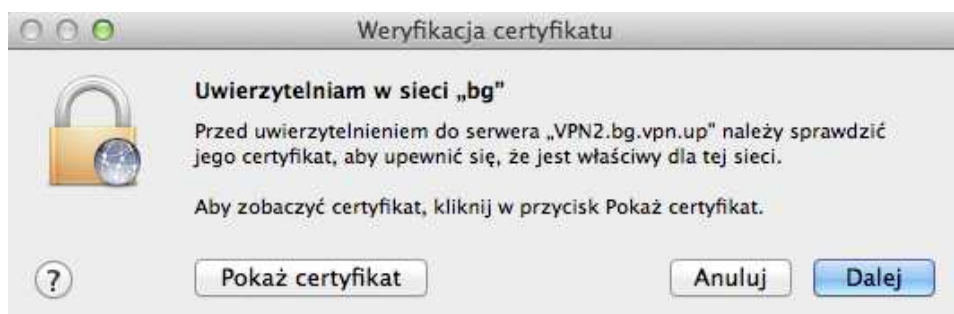 Weryfikacja certyfikatu
Uwierzytelniam w sieci „bg”
Przed uwierzytelnieniem do serwera „VPN2.bg.vpn.up” należy sprawdzić
jego certyfikat, aby upewnić się, że jest właściwy dla tej sieci.
Aby zobaczyć certyfikat, kliknij w przycisk Pokaż certyfikat.
? Pokaż certyfikat Anuluj Dalej